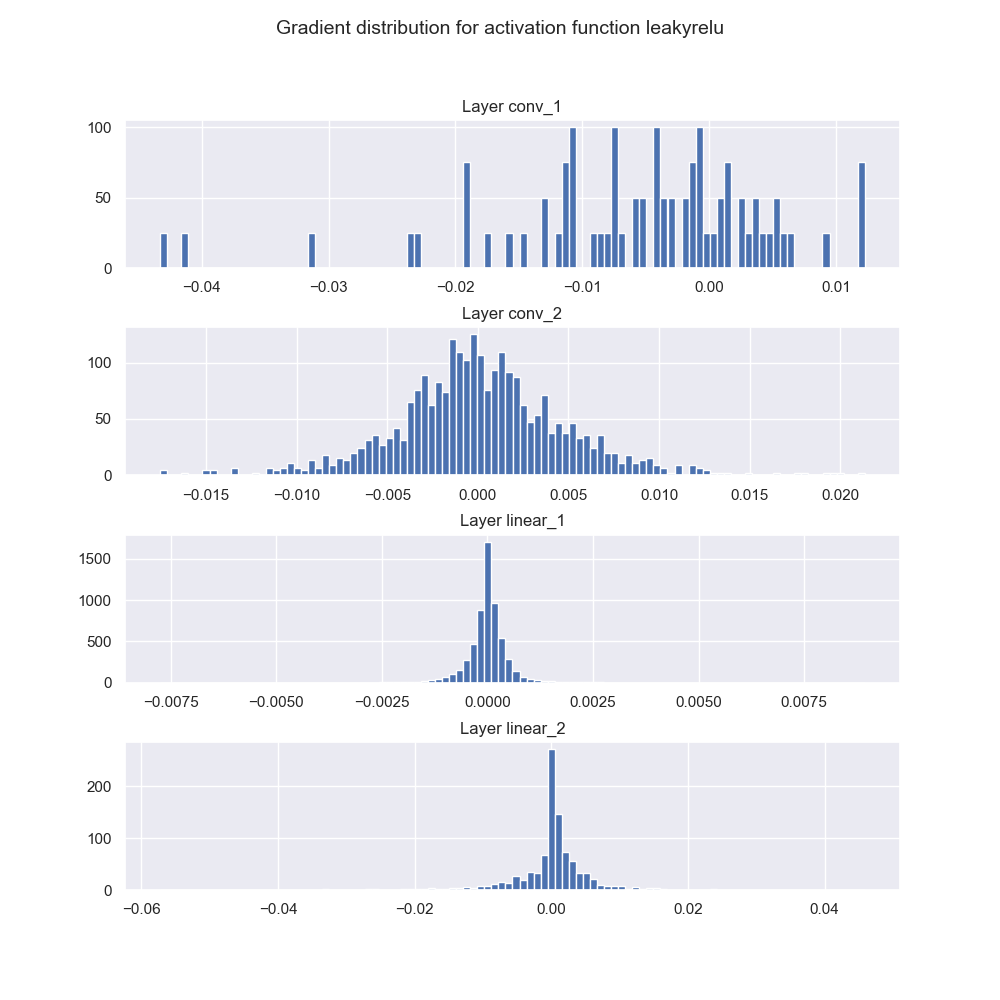 Gradient distribution for activation function leakyrelu
Layer conv_1
100
50
0
−0.04 −0.03 −0.02 −0.01 0.00 0.01
Layer conv_2
100
50
0
−0.015 −0.010 −0.005 0.000 0.005 0.010 0.015 0.020
Layer linear_1
1500
1000
500
0
−0.0075 −0.0050 −0.0025 0.0000 0.0025 0.0050 0.0075
Layer linear_2
200
100
0
−0.06 −0.04 −0.02 0.00 0.02 0.04